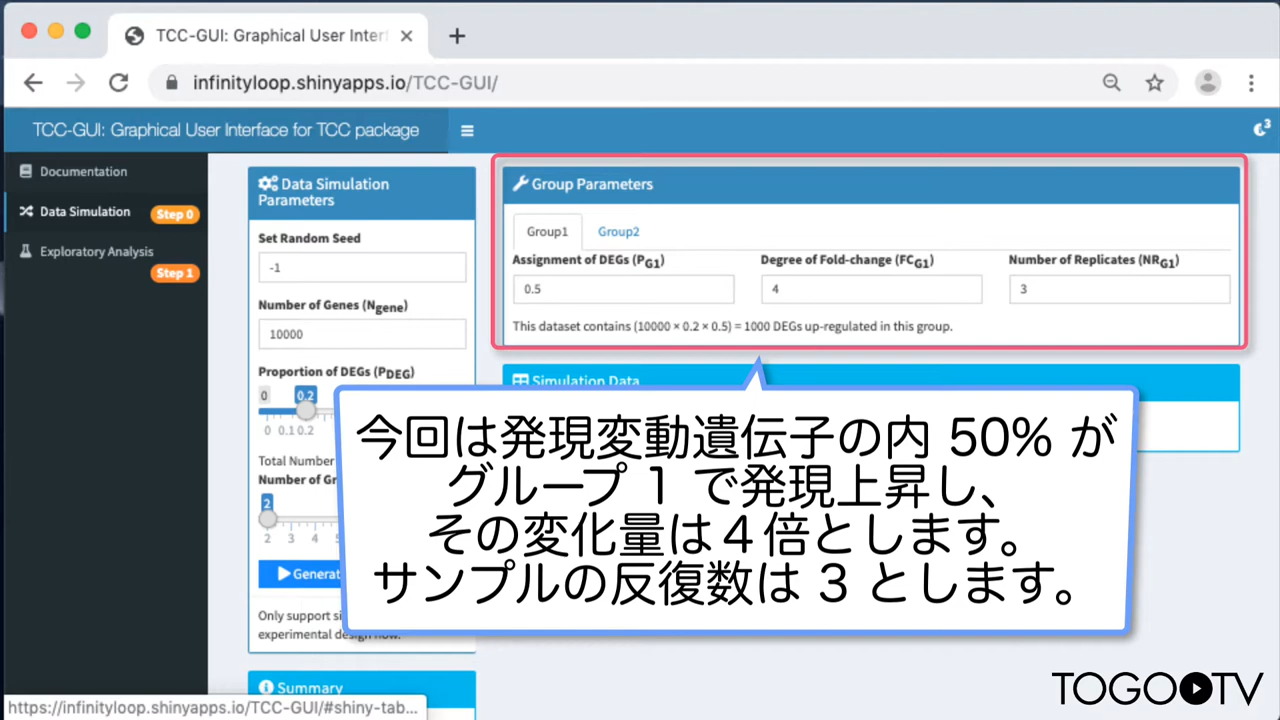 TCC-GUI: Graphical User Inter
infinityloop.shinyapps.io/TCC-GUI/
TCC-GUI: Graphical User Interface for TCC package
3
Documentation
Data Simulation
Step 0
Exploratory Analysis
Step 1
Data Simulation
Parameters
Set Random Seed
-1
Number of Genes (Ngene)
10000
Proportion of DEGs (PDEG)
0
0.2
0 0.1 0.2
Total Number
Number of Gr
2
2 3 4 5
Generat
Only support si
experimental design now.
Summary
Group Parameters
Group1
Group2
Assignment of DEGs (PG1)
Degree of Fold-change (FCG1)
Number of Replicates (NRG1)
0.5
4
3
This dataset contains (10000 × 0.2 × 0.5) = 1000 DEGs up-regulated in this group.
Simulation Data
今回は発現変動遺伝子の内 50% が
グループ 1 で発現上昇し、
その変化量は４倍とします。
サンプルの反復数は 3 とします。
https://infinityloop.shinyapps.io/TCC-GUI/#shiny-tab...
TOGO TV